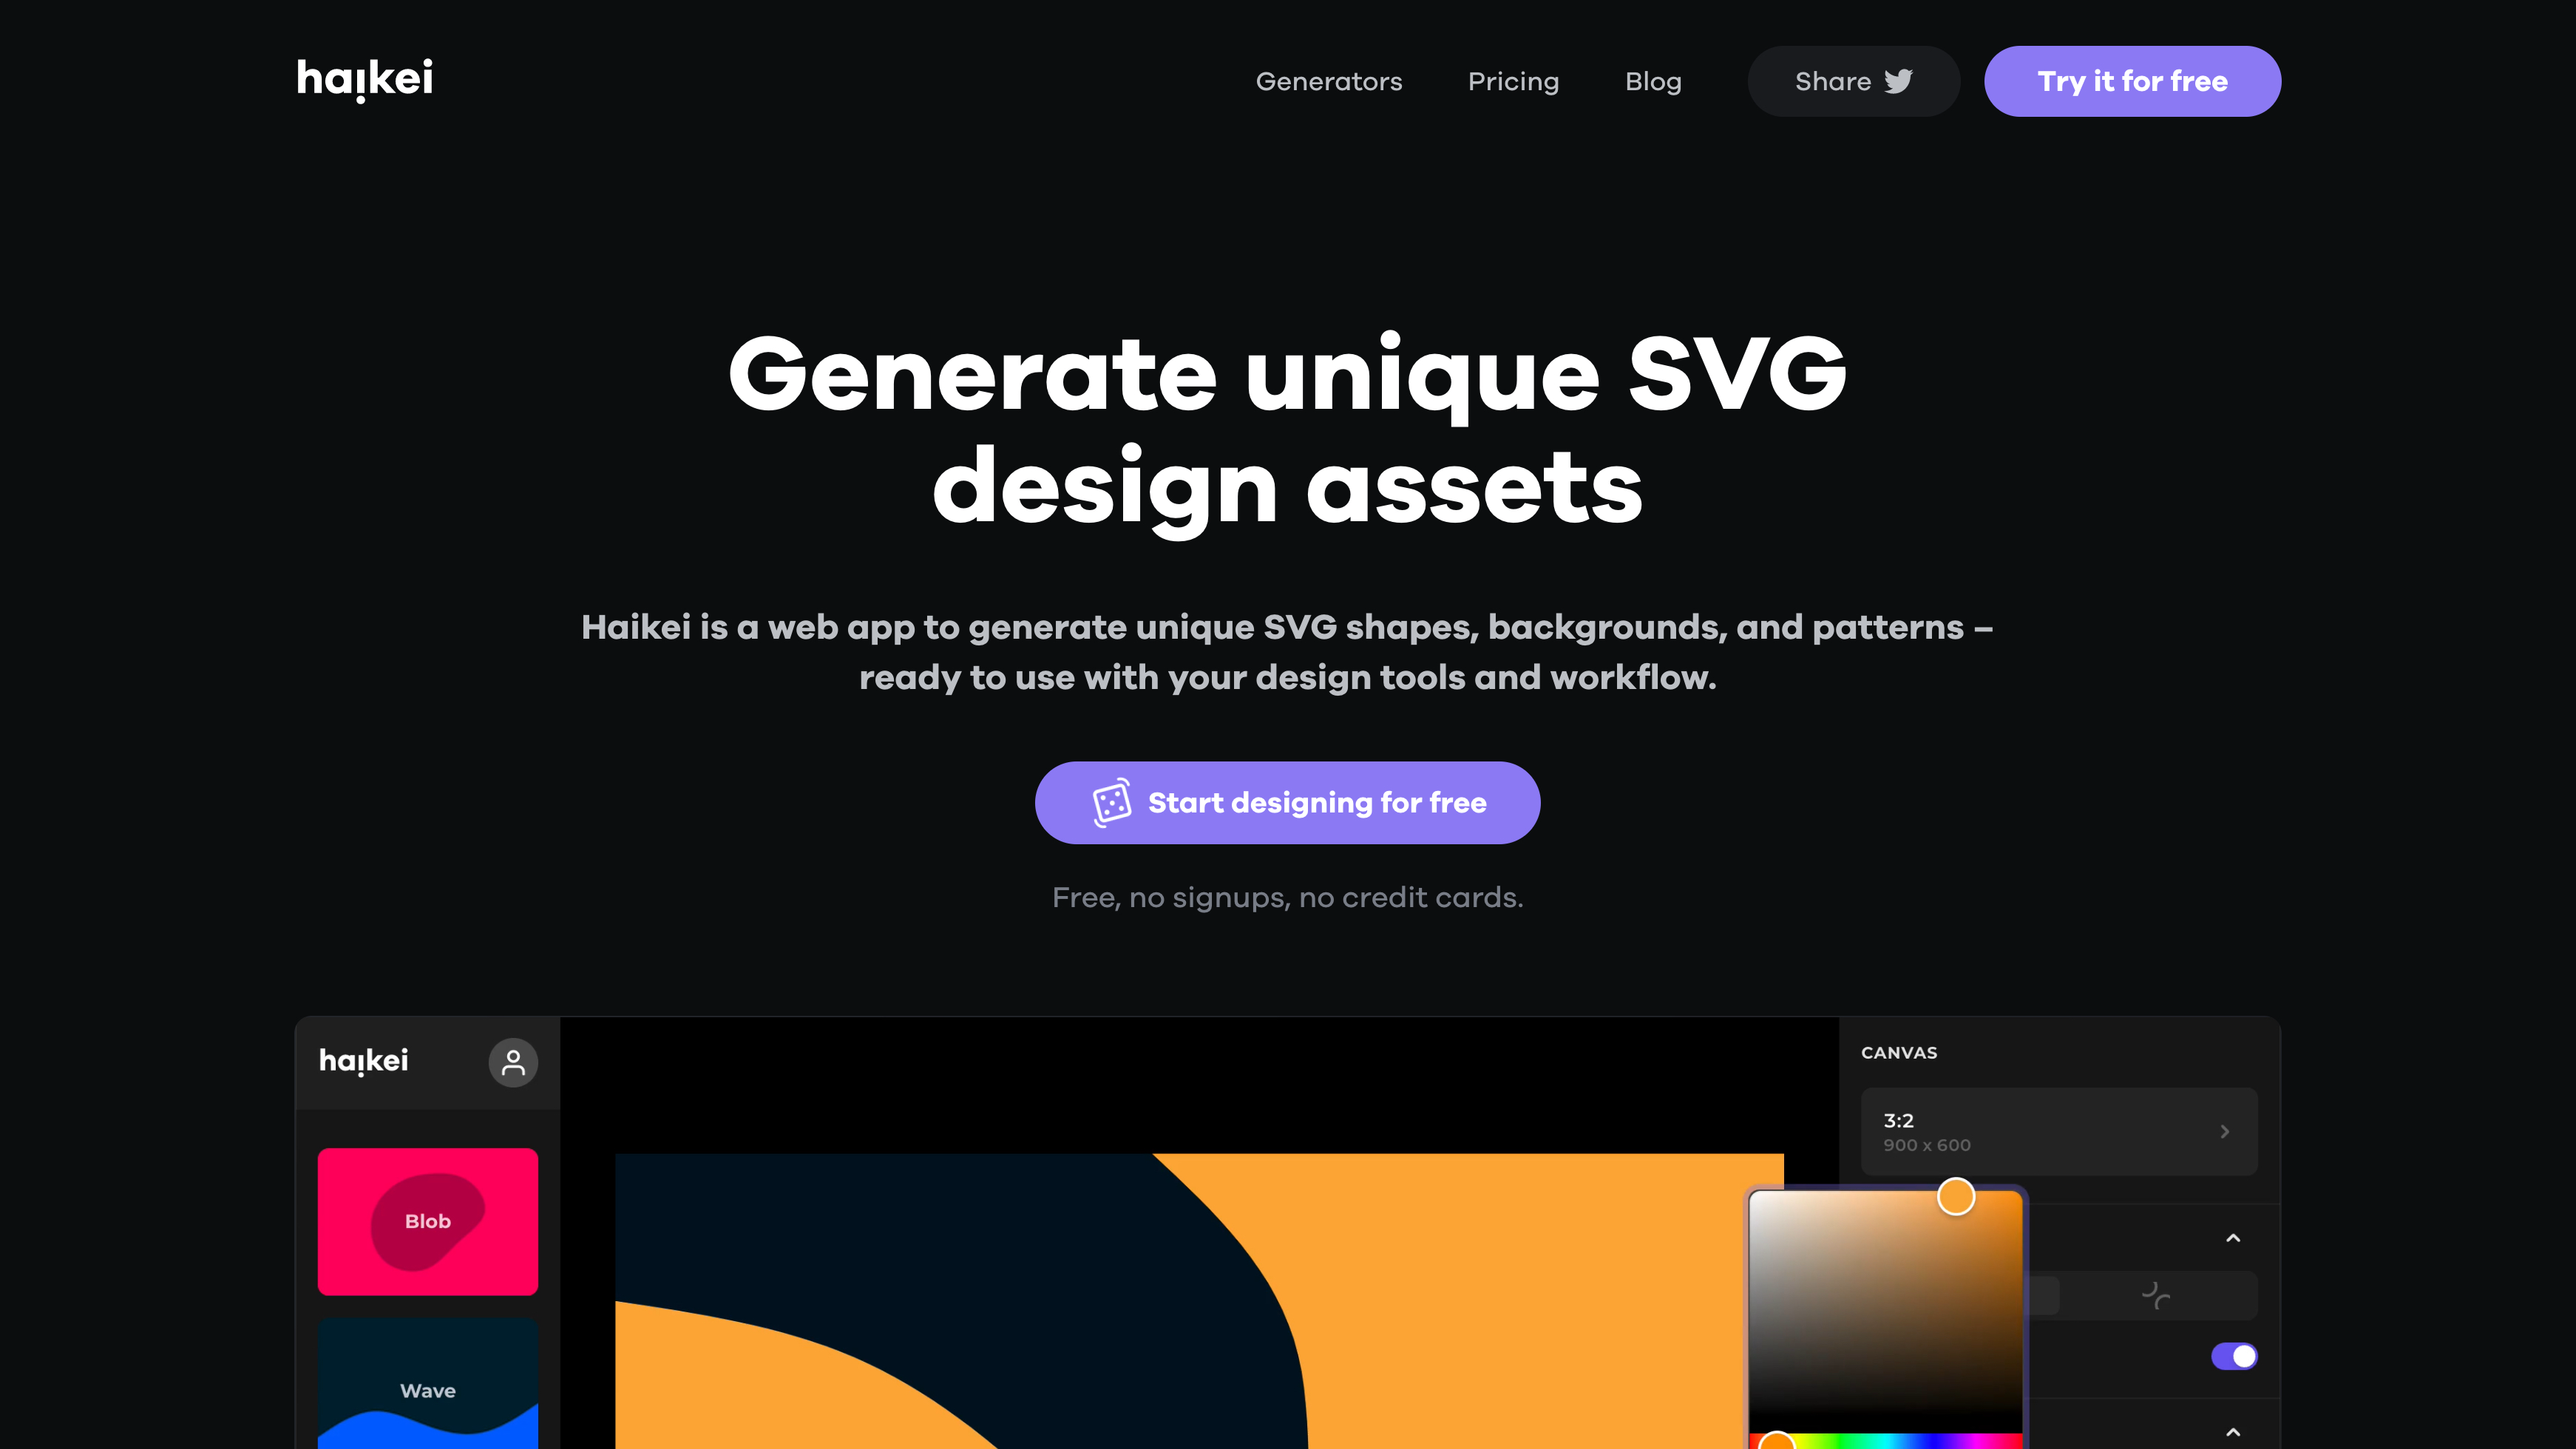 haikei
Generators
Pricing
Blog
Share
Try it for free
Generate unique SVG
design assets
Haikei is a web app to generate unique SVG shapes, backgrounds, and patterns –
ready to use with your design tools and workflow.
Start designing for free
Free, no signups, no credit cards.
haikei
Blob
Wave
CANVAS
3:2
900 x 600